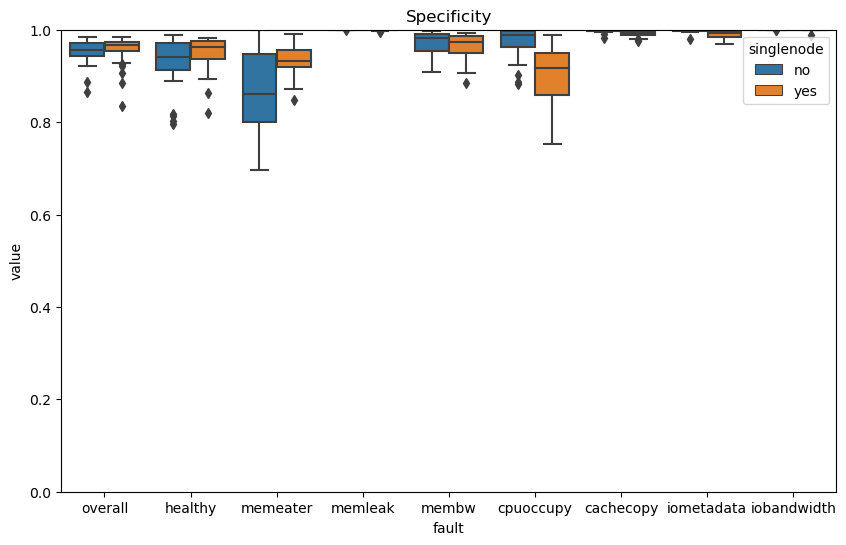 Specificity
singlenode
no
yes
value
1.0
0.8
0.6
0.4
0.2
0.0
overall healthy memeater memleak membw cpuoccupy cachecopy iometadata iobandwidth
fault